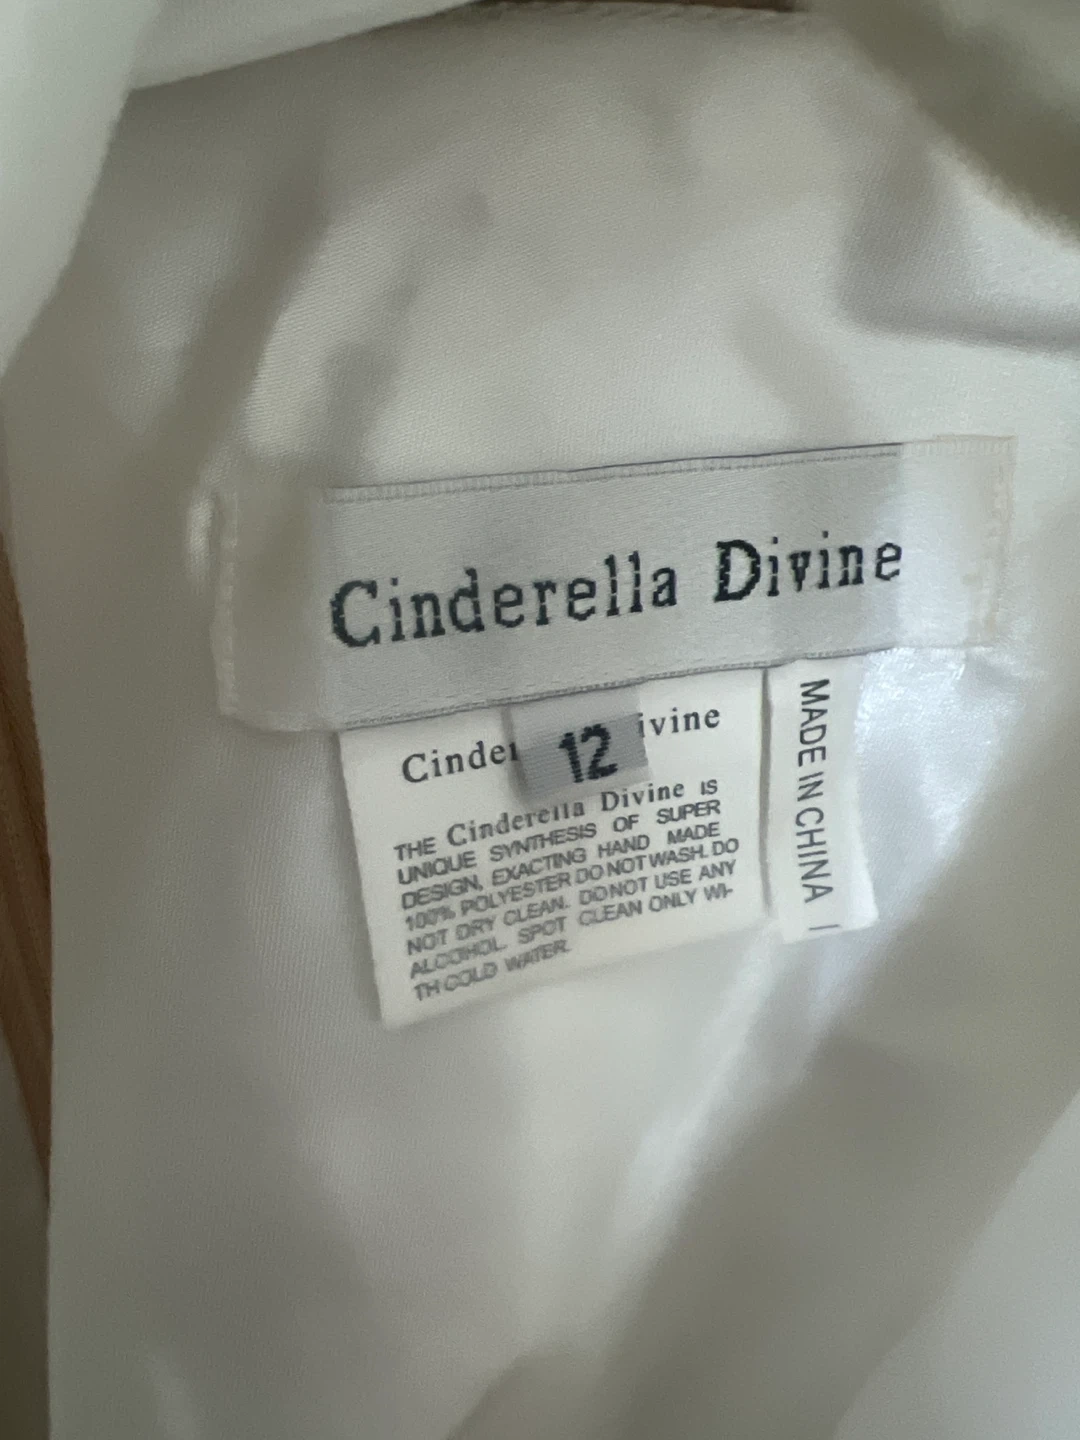 Cinderella Divine
12
Cinder ivine
THE Cinderella Divine IS
UNIQUE SYNTHESIS OF SUPER
DESIGN, EXACTING HAND MADE
100% POLYESTER DO NOT WASH. DO
NOT DRY CLEAN. DO NOT USE ANY
ALCOHOL. SPOT CLEAN ONLY WI-
TH COLD WATER.
MADE IN CHINA